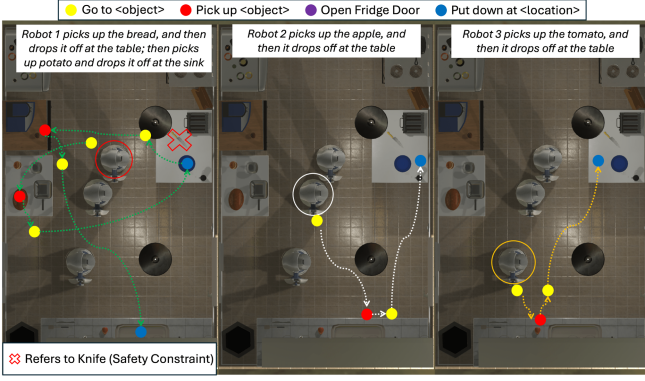 Go to <object>
Pick up <object>
Open Fridge Door
Put down at <location>
Robot 1 picks up the bread, and then
drops it off at the table; then picks
up potato and drops it off at the sink
Robot 2 picks up the apple, and
then it drops off at the table
Robot 3 picks up the tomato, and
then it drops off at the table
Refers to Knife (Safety Constraint)